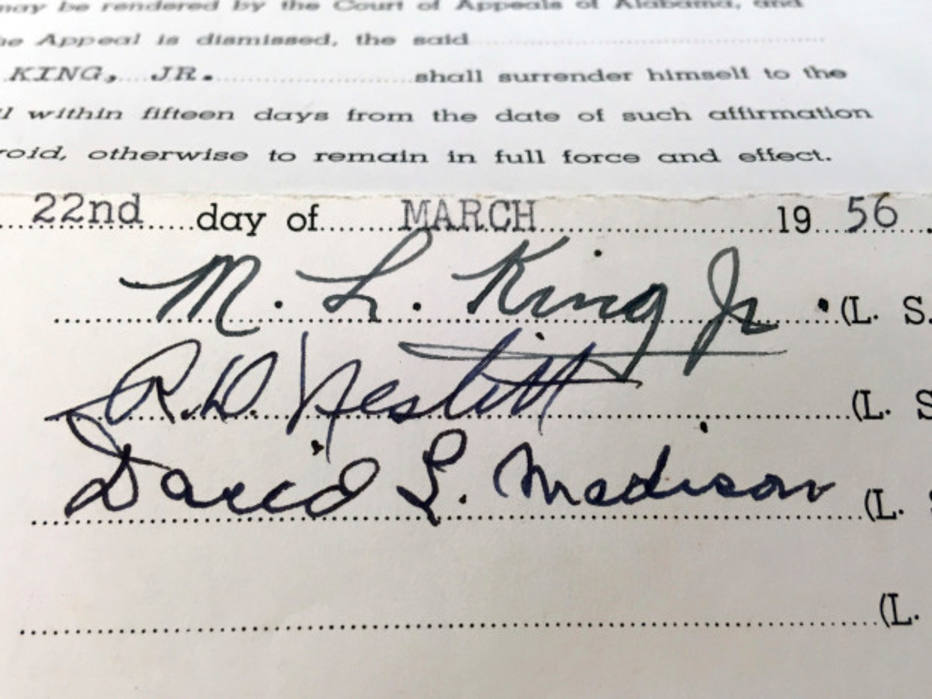 may be rendered by the Court of Appeals of Alabama, and
he Appeal is dismissed, the said
KING, JR. shall surrender himself to the
l within fifteen days from the date of such affirmation
roid, otherwise to remain in full force and effect.
22nd day of MARCH 19 56 .
M. L. King Jr. (L. S.
R.D. Nesbitt (L. S
David L. Madison (L. S
(L.